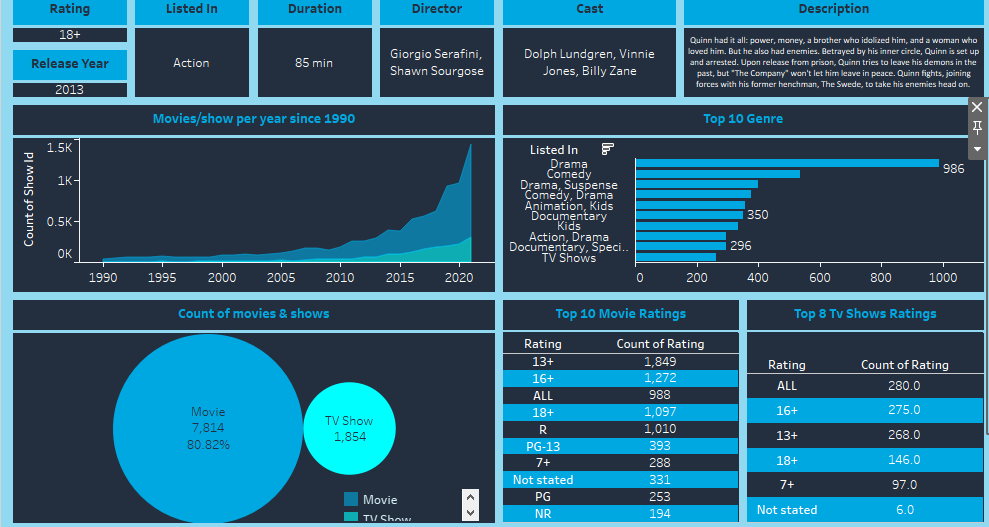 Rating
Listed In
Duration
Director
Cast
Description
18+
Release Year
2013
Action
85 min
Giorgio Serafini,
Shawn Sourgose
Dolph Lundgren, Vinnie
Jones, Billy Zane
Quinn had it all: power, money, a brother who idolized him, and a woman who
loved him. But he also had enemies. Betrayed by his inner circle, Quinn is set up
and arrested. Upon release from prison, Quinn tries to leave his demons in the
past, but "The Company" won't let him leave in peace. Quinn fights, joining
forces with his former henchman, The Swede, to take his enemies head on.
Movies/show per year since 1990
Count of Show Id
1.5K
1K
0.5K
0K
1990
1995
2000
2005
2010
2015
2020
Top 10 Genre
Listed In
Drama
Comedy
Drama, Suspense
Comedy, Drama
Animation, Kids
Documentary
Kids
Action, Drama
Documentary, Speci..
TV Shows
986
350
296
0
200
400
600
800
1000
Count of movies & shows
Movie
7,814
80.82%
TV Show
1,854
Movie
TV Show
Top 10 Movie Ratings
Rating Count of Rating
13+ 1,849
16+ 1,272
ALL 988
18+ 1,097
R 1,010
PG-13 393
7+ 288
Not stated 331
PG 253
NR 194
Top 8 Tv Shows Ratings
Rating Count of Rating
ALL 280.0
16+ 275.0
13+ 268.0
18+ 146.0
7+ 97.0
Not stated 6.0